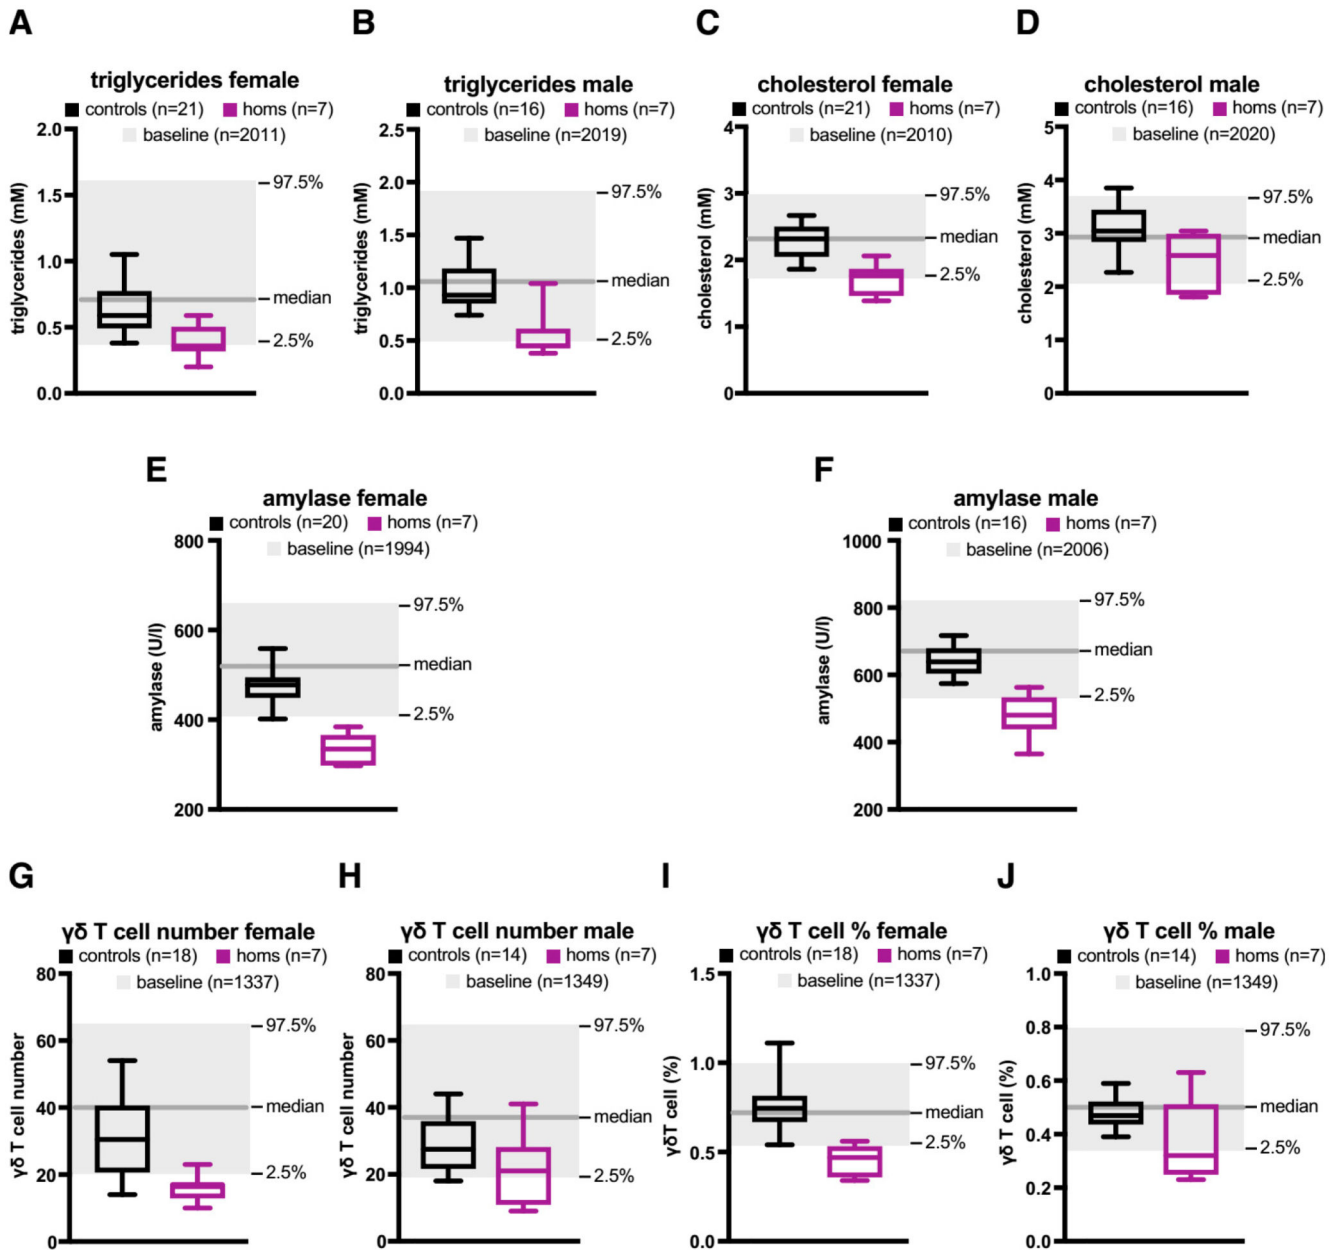 A
triglycerides female
controls (n=21) homs (n=7)
baseline (n=2011)
triglycerides (mM)
2.0
1.5
1.0
0.5
0.0
97.5%
median
2.5%
B
triglycerides male
controls (n=16) homs (n=7)
baseline (n=2019)
triglycerides (mM)
2.5
2.0
1.5
1.0
0.5
0.0
97.5%
median
2.5%
C
cholesterol female
controls (n=21) homs (n=7)
baseline (n=2010)
cholesterol (mM)
4
3
2
1
0
97.5%
median
2.5%
D
cholesterol male
controls (n=16) homs (n=7)
baseline (n=2020)
cholesterol (mM)
5
4
3
2
1
0
97.5%
median
2.5%
E
amylase female
controls (n=20) homs (n=7)
baseline (n=1994)
amylase (U/l)
800
600
400
200
97.5%
median
2.5%
F
amylase male
controls (n=16) homs (n=7)
baseline (n=2006)
amylase (U/l)
1000
800
600
400
200
97.5%
median
2.5%
G
γδ T cell number female
controls (n=18) homs (n=7)
baseline (n=1337)
γδ T cell number
80
60
40
20
0
97.5%
median
2.5%
H
γδ T cell number male
controls (n=14) homs (n=7)
baseline (n=1349)
γδ T cell number
80
60
40
20
0
97.5%
median
2.5%
I
γδ T cell % female
controls (n=18) homs (n=7)
baseline (n=1337)
γδT cell (%)
1.5
1.0
0.5
0.0
97.5%
median
2.5%
J
γδ T cell % male
controls (n=14) homs (n=7)
baseline (n=1349)
γδ T cell (%)
1.0
0.8
0.6
0.4
0.2
0.0
97.5%
median
2.5%